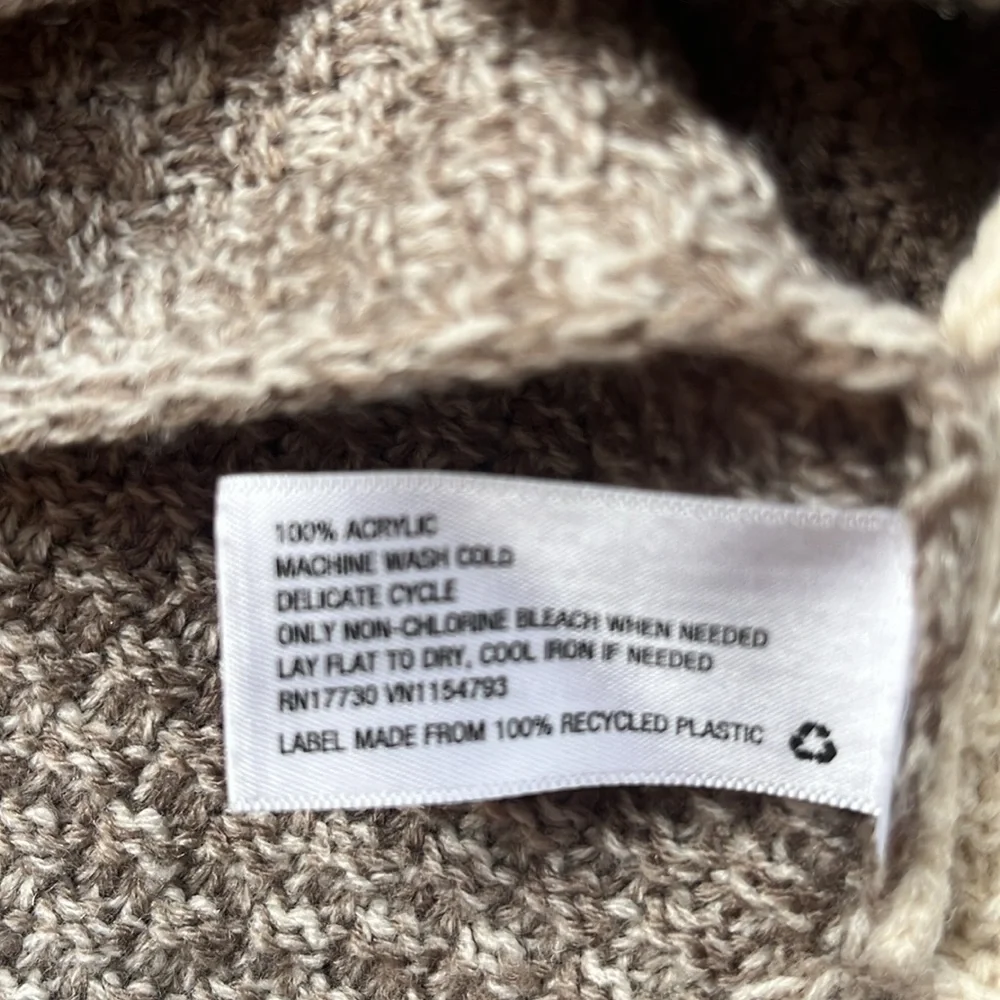 100% ACRYLIC
MACHINE WASH COLD
DELICATE CYCLE
ONLY NON-CHLORINE BLEACH WHEN NEEDED
LAY FLAT TO DRY, COOL IRON IF NEEDED
RN17730 VN1154793
LABEL MADE FROM 100% RECYCLED PLASTIC